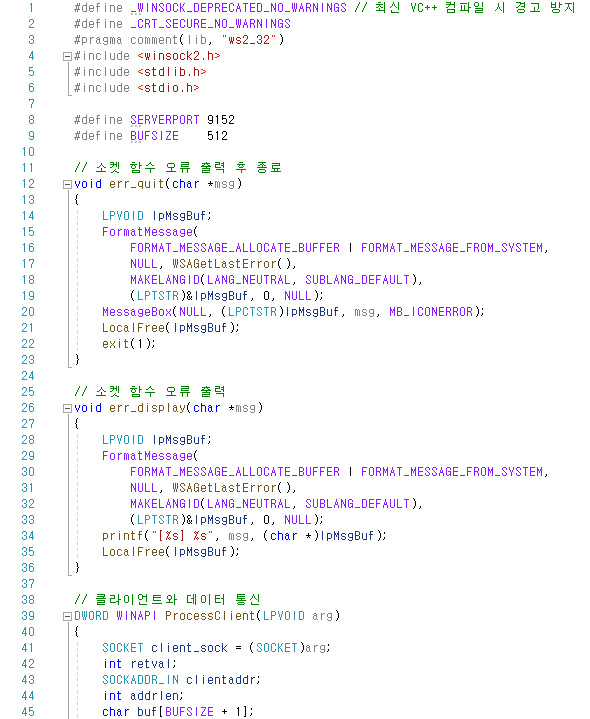 1 #define _WINSOCK_DEPRECATED_NO_WARNINGS // 최신 VC++ 컴파일 시 경고 방지
2 #define _CRT_SECURE_NO_WARNINGS
3 #pragma comment(lib, "ws2_32")
4 #include <winsock2.h>
5 #include <stdlib.h>
6 #include <stdio.h>
7
8 #define SERVERPORT 9152
9 #define BUFSIZE    512
10
11 // 소켓 함수 오류 출력 후 종료
12 void err_quit(char *msg)
13 {
14     LPVOID lpMsgBuf;
15     FormatMessage(
16         FORMAT_MESSAGE_ALLOCATE_BUFFER | FORMAT_MESSAGE_FROM_SYSTEM,
17         NULL, WSAGetLastError(),
18         MAKELANGID(LANG_NEUTRAL, SUBLANG_DEFAULT),
19         (LPTSTR)&lpMsgBuf, 0, NULL);
20     MessageBox(NULL, (LPCTSTR)lpMsgBuf, msg, MB_ICONERROR);
21     LocalFree(lpMsgBuf);
22     exit(1);
23 }
24
25 // 소켓 함수 오류 출력
26 void err_display(char *msg)
27 {
28     LPVOID lpMsgBuf;
29     FormatMessage(
30         FORMAT_MESSAGE_ALLOCATE_BUFFER | FORMAT_MESSAGE_FROM_SYSTEM,
31         NULL, WSAGetLastError(),
32         MAKELANGID(LANG_NEUTRAL, SUBLANG_DEFAULT),
33         (LPTSTR)&lpMsgBuf, 0, NULL);
34     printf("[%s] %s", msg, (char *)lpMsgBuf);
35     LocalFree(lpMsgBuf);
36 }
37
38 // 클라이언트와 데이터 통신
39 DWORD WINAPI ProcessClient(LPVOID arg)
40 {
41     SOCKET client_sock = (SOCKET)arg;
42     int retval;
43     SOCKADDR_IN clientaddr;
44     int addrlen;
45     char buf[BUFSIZE + 1];